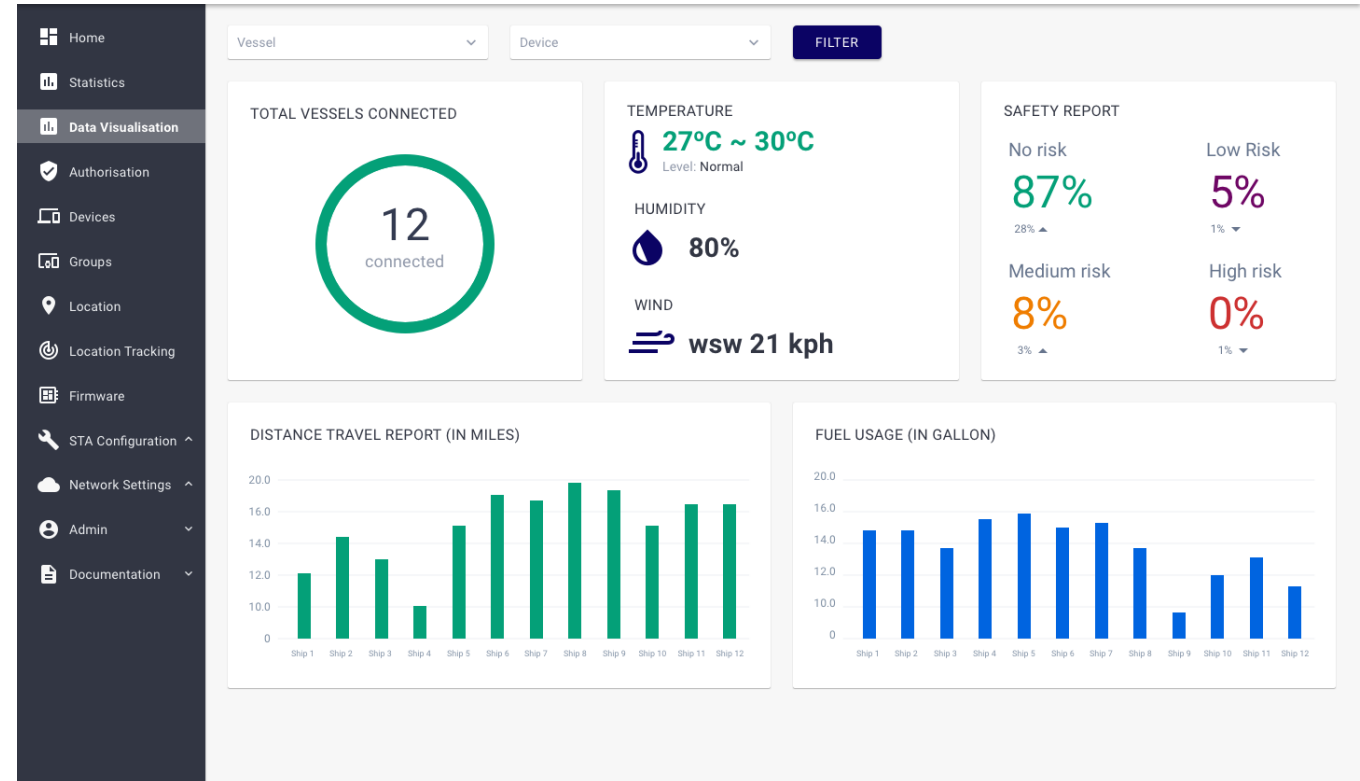 Home
Statistics
Data Visualisation
Authorisation
Devices
Groups
Location
Location Tracking
Firmware
STA Configuration
Network Settings
Admin
Documentation
Vessel
Device
FILTER
TOTAL VESSELS CONNECTED
12
connected
TEMPERATURE
27ºC ~ 30ºC
Level: Normal
HUMIDITY
80%
WIND
wsw 21 kph
SAFETY REPORT
No risk
87%
28%
Low Risk
5%
1%
Medium risk
8%
3%
High risk
0%
1%
DISTANCE TRAVEL REPORT (IN MILES)
20.0
16.0
14.0
12.0
10.0
0
Ship 1 Ship 2 Ship 3 Ship 4 Ship 5 Ship 6 Ship 7 Ship 8 Ship 9 Ship 10 Ship 11 Ship 12
FUEL USAGE (IN GALLON)
20.0
16.0
14.0
12.0
10.0
0
Ship 1 Ship 2 Ship 3 Ship 4 Ship 5 Ship 6 Ship 7 Ship 8 Ship 9 Ship 10 Ship 11 Ship 12